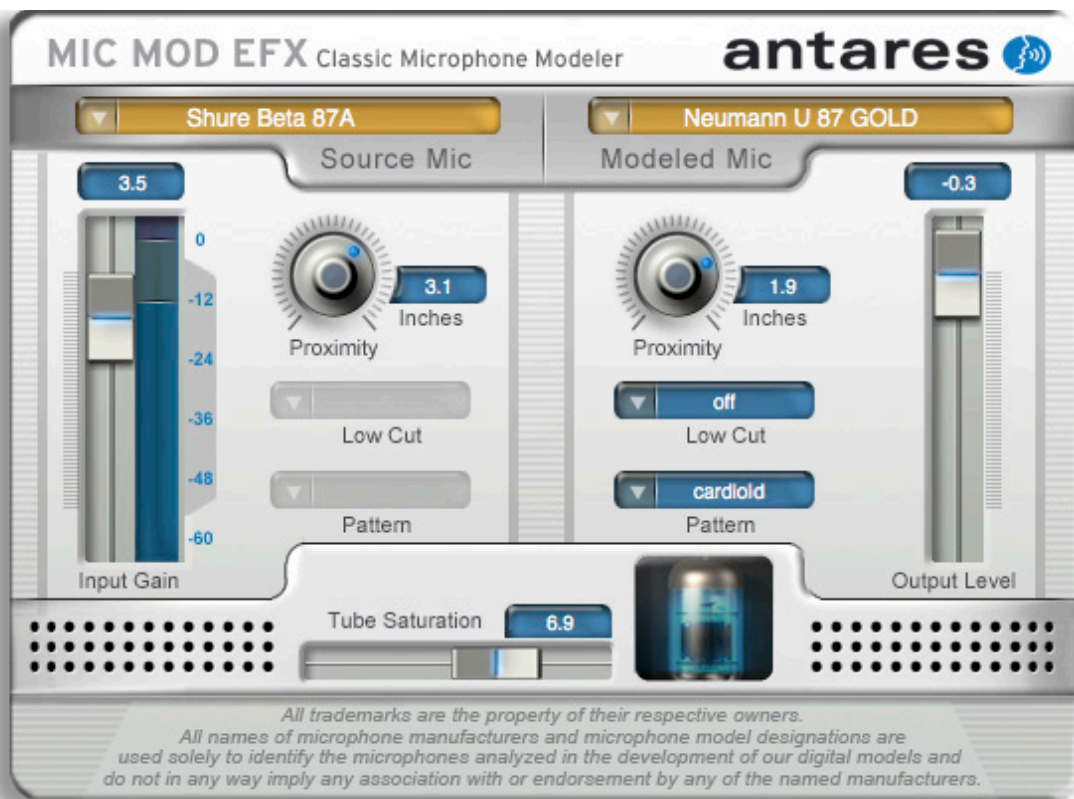 MIC MOD EFX Classic Microphone Modeler
antares
Shure Beta 87A
Neumann U 87 GOLD
Source Mic
Modeled Mic
3.5
-0.3
0
-12
-24
-36
-48
-60
Input Gain
3.1
Inches
Proximity
Low Cut
Pattern
1.9
Inches
Proximity
off
Low Cut
cardioid
Pattern
Output Level
Tube Saturation
6.9
All trademarks are the property of their respective owners.
All names of microphone manufacturers and microphone model designations are
used solely to identify the microphones analyzed in the development of our digital models and
do not in any way imply any association with or endorsement by any of the named manufacturers.